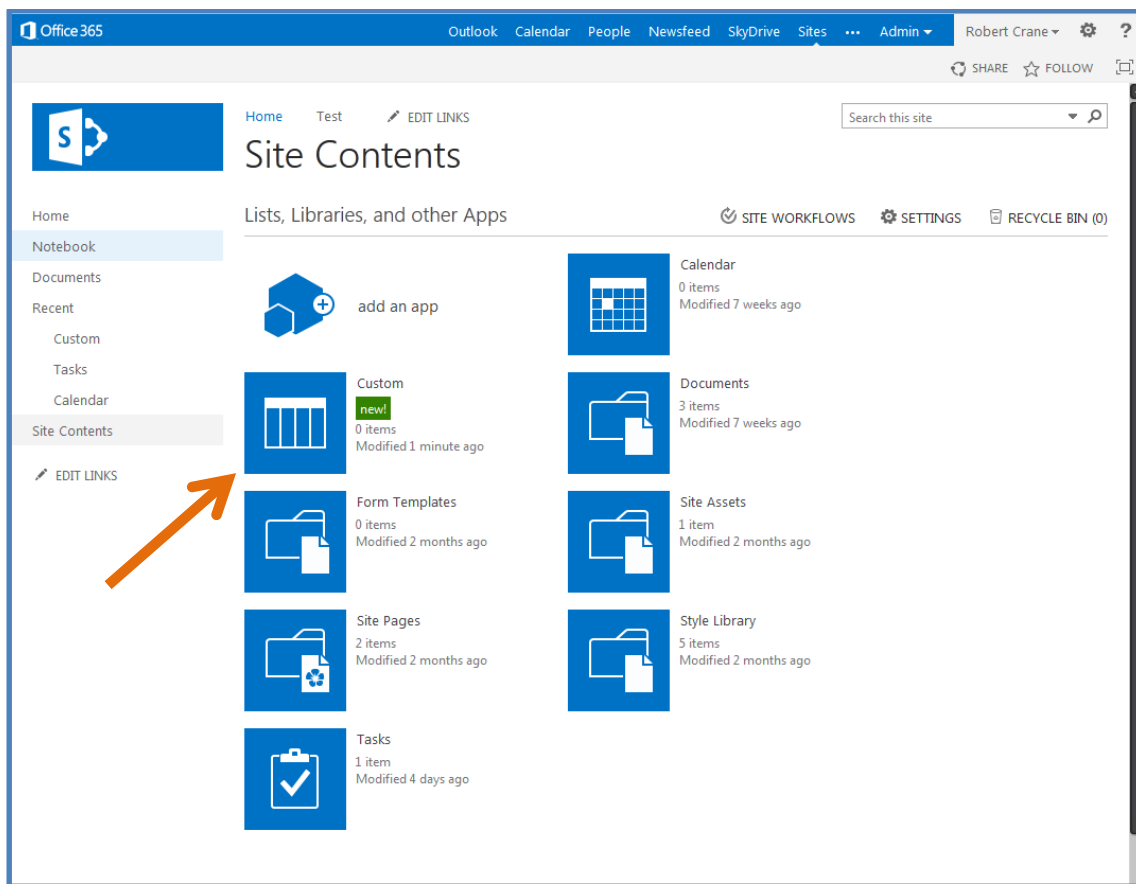 Office 365 Outlook Calendar People Newsfeed SkyDrive Sites ••• Admin Robert Crane ?
SHARE FOLLOW
S
Home Test EDIT LINKS Search this site
Site Contents
Lists, Libraries, and other Apps SITE WORKFLOWS SETTINGS RECYCLE BIN (0)
Home
Notebook
Documents
Recent
Custom
Tasks
Calendar
Site Contents
EDIT LINKS
add an app
Calendar
0 items
Modified 7 weeks ago
Custom
new!
0 items
Modified 1 minute ago
Documents
3 items
Modified 7 weeks ago
Form Templates
0 items
Modified 2 months ago
Site Assets
1 item
Modified 2 months ago
Site Pages
2 items
Modified 2 months ago
Style Library
5 items
Modified 2 months ago
Tasks
1 item
Modified 4 days ago